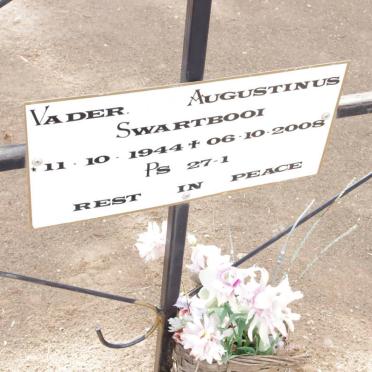 VADER. AUGUSTINUS
SWARTBOOI
* 11 . 10 . 1944 ✝ 06 . 10 . 2008
PS 27-1
REST IN PEACE